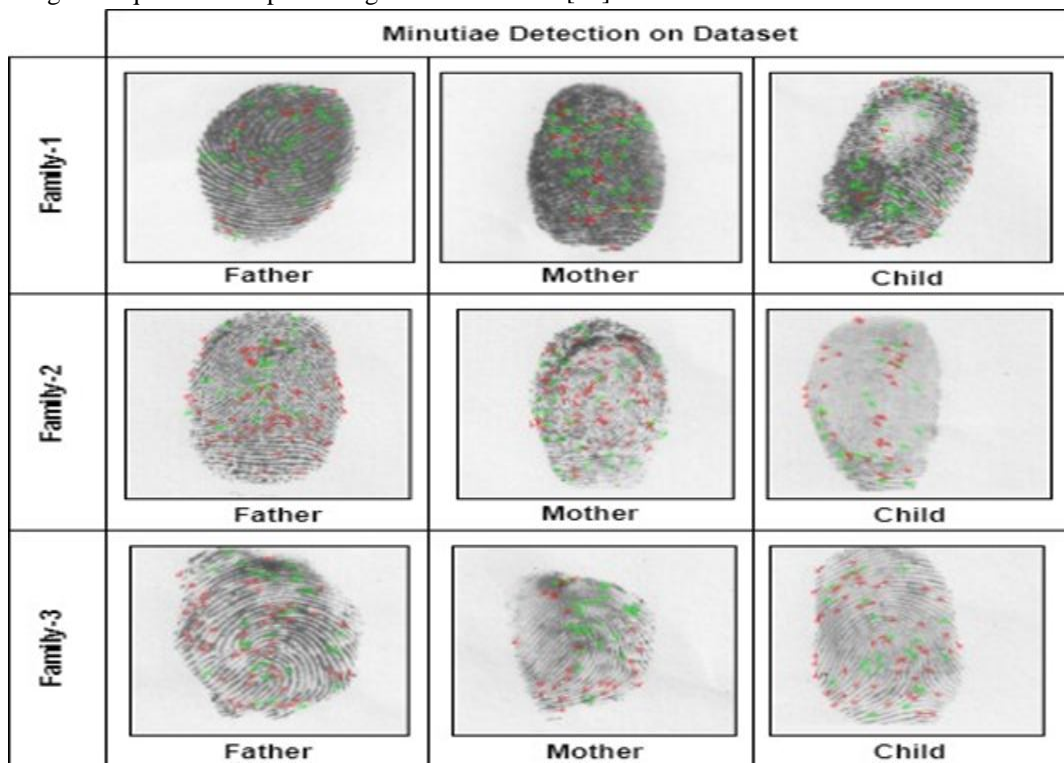 Minutiae Detection on Dataset
Family-1
Father
Mother
Child
Family-2
Father
Mother
Child
Family-3
Father
Mother
Child